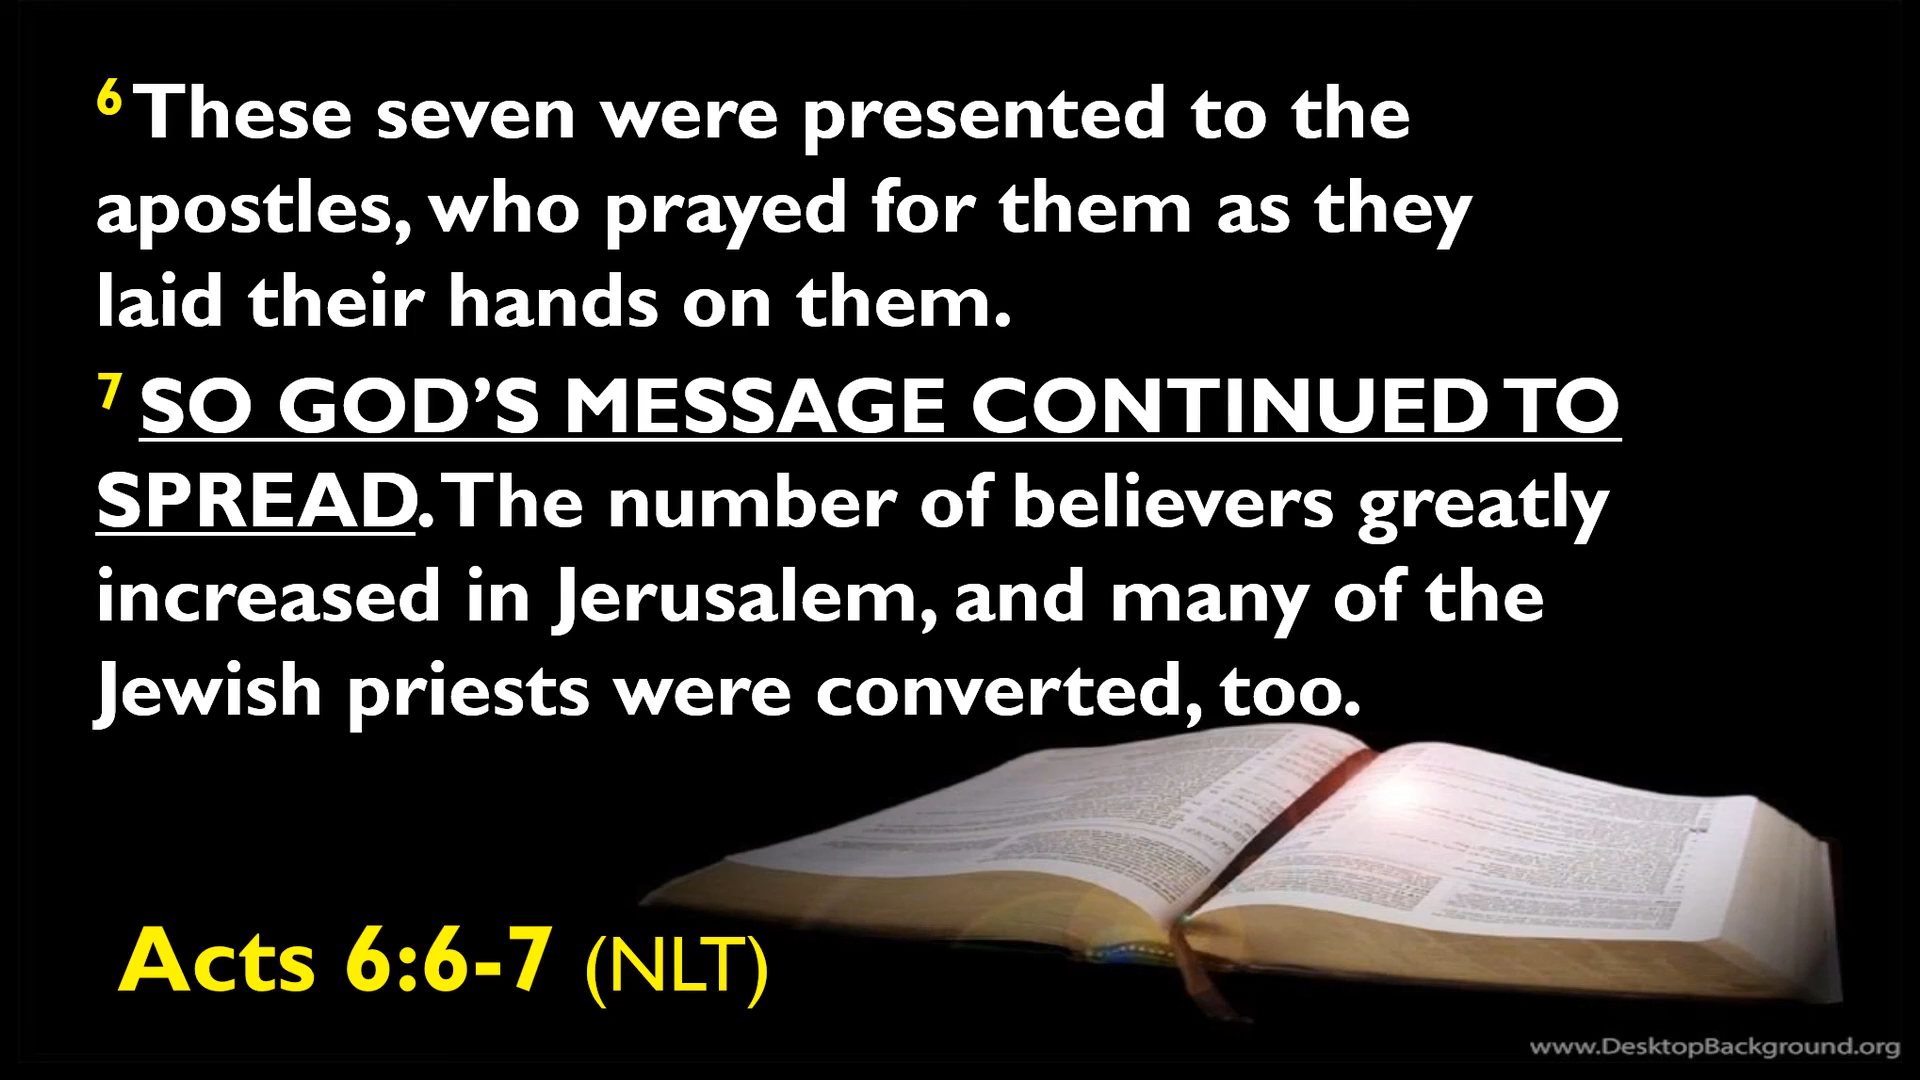 6 These seven were presented to the
apostles, who prayed for them as they
laid their hands on them.
7 SO GOD’S MESSAGE CONTINUED TO
SPREAD. The number of believers greatly
increased in Jerusalem, and many of the
Jewish priests were converted, too.
Acts 6:6-7 (NLT)
www.DesktopBackground.org